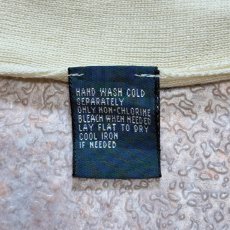 HAND WASH COLD
SEPARATELY
ONLY NON-CHLORINE
BLEACH WHEN NEEDED
LAY FLAT TO DRY
COOL IRON
IF NEEDED